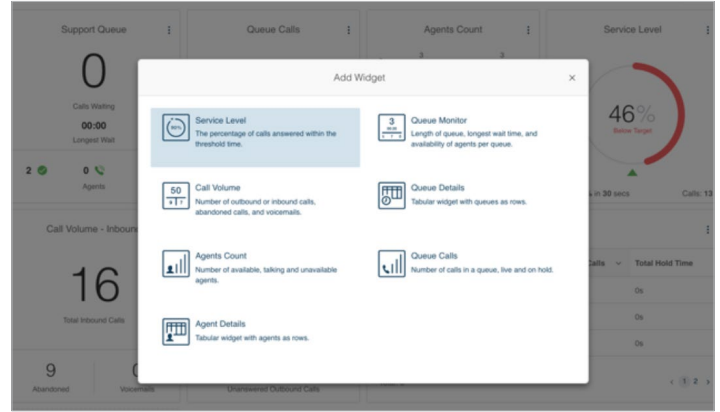 Support Queue
Queue Calls
Agents Count
Service Level
0
3
3
Add Widget
Calls Waiting
00:00
Longest Wait
2
0
Agents
46%
Below Target
in 30 secs
Calls: 13
80%
Service Level
The percentage of calls answered within the
threshold time.
3
Queue Monitor
Length of queue, longest wait time, and
availability of agents per queue.
50
Call Volume
Number of outbound or inbound calls,
abandoned calls, and voicemails.
Queue Details
Tabular widget with queues as rows.
Agents Count
Number of available, talking and unavailable
agents.
Queue Calls
Number of calls in a queue, live and on hold.
Agent Details
Tabular widget with agents as rows.
Call Volume - Inboun
16
Total Inbound Calls
9
Abandoned
Voicemails
Unanswered Outbound Calls
Calls
Total Hold Time
0s
0s
0s
1 2